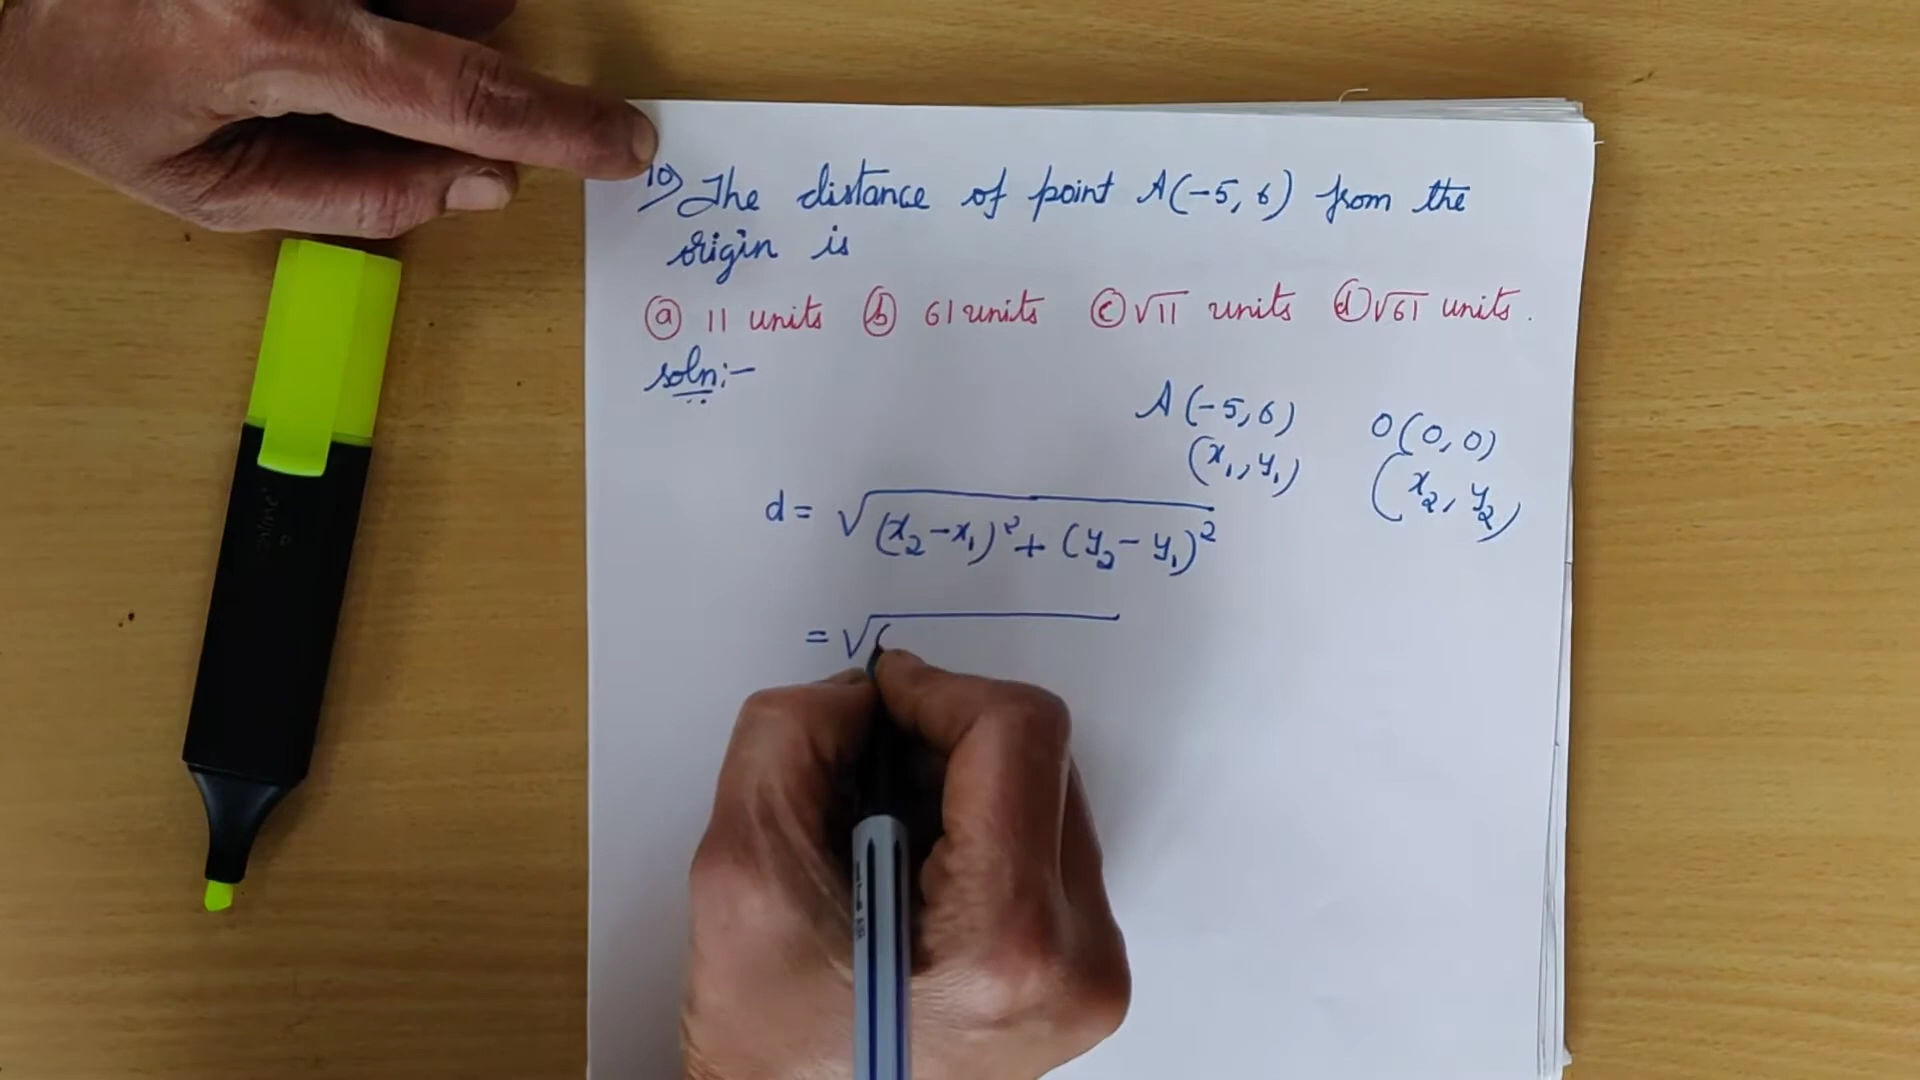 10) The distance of point A(-5, 6) from the
origin is
(a) 11 units (b) 61 units (c) √11 units (d) √61 units.
soln:-
A(-5,6) O(0,0)
(x₁, y₁) (x₂, y₂)
d = √(x₂-x₁)² + (y₂- y₁)²
= √(